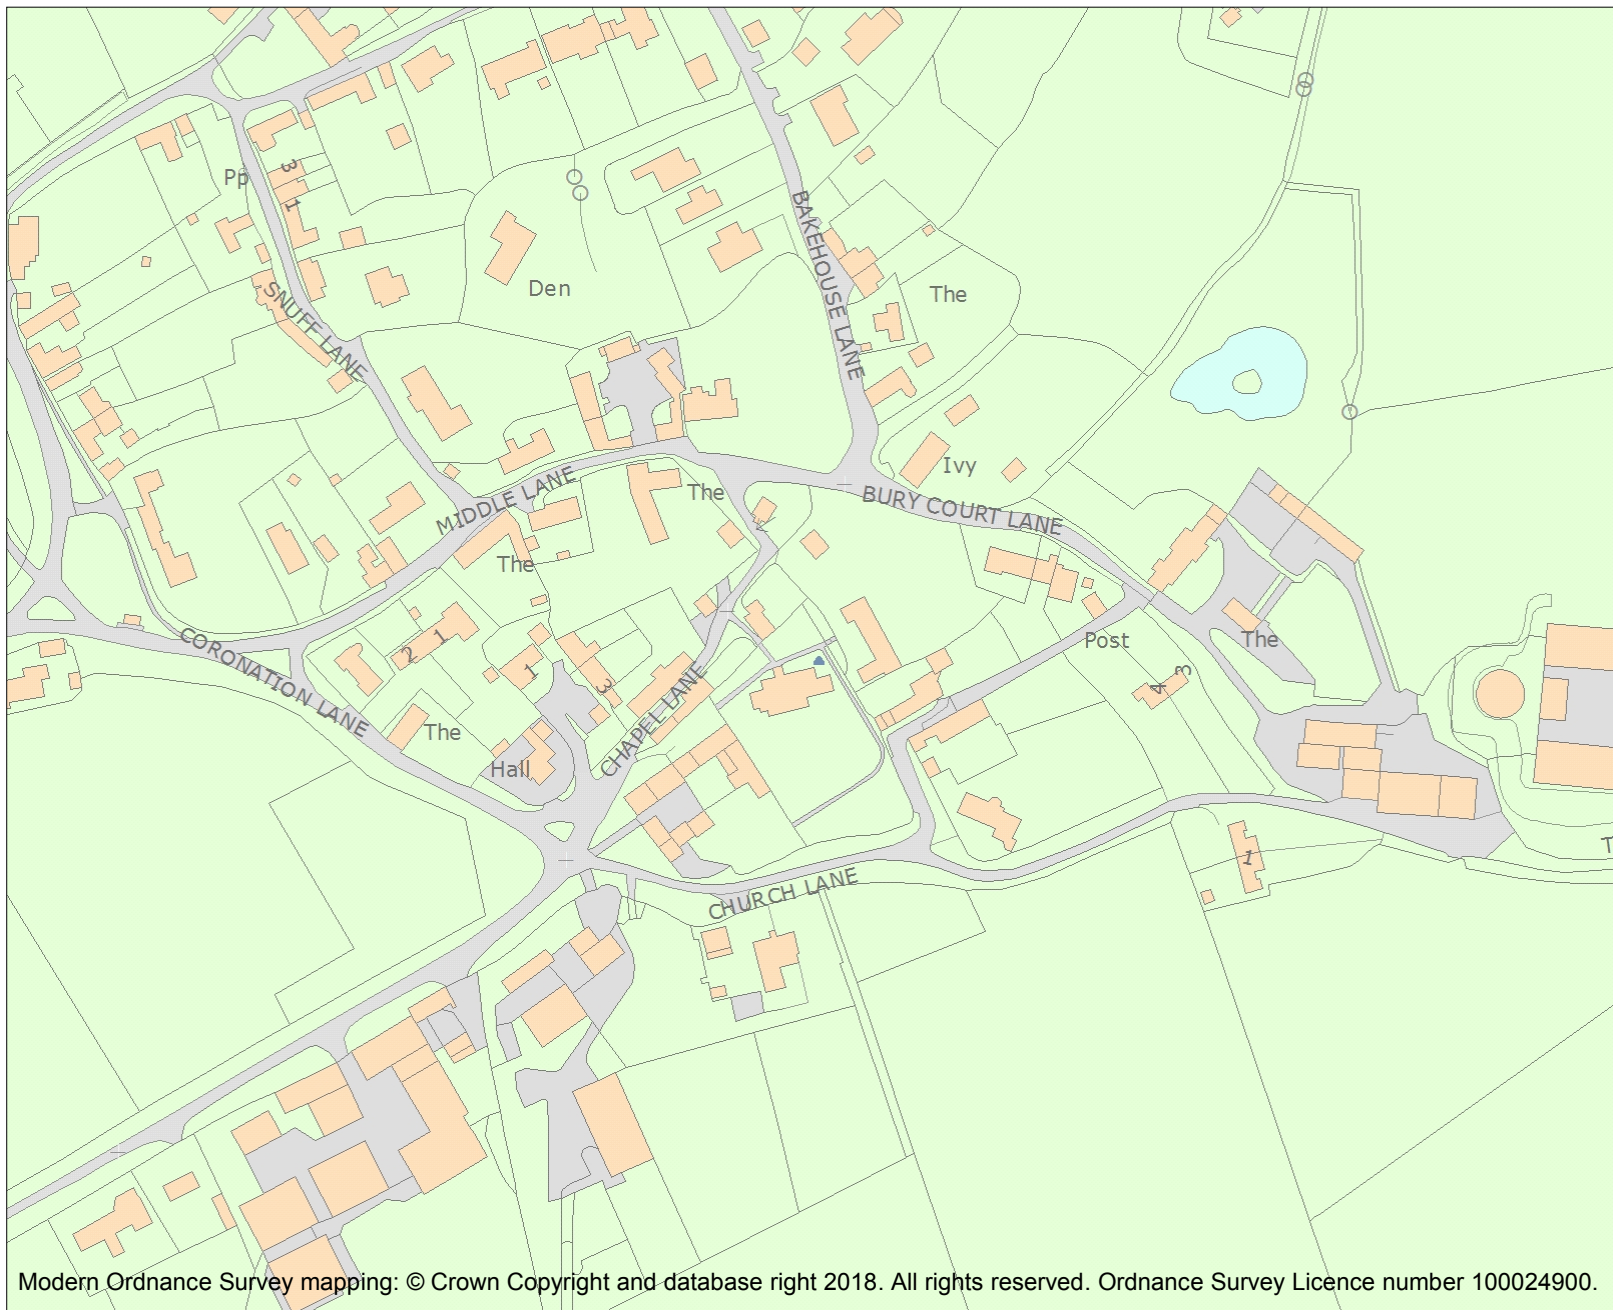 Pp
3
1
BAKEHOUSE LANE
Den
The
SNUFF LANE
Ivy
The
MIDDLE LANE
BURY COURT LANE
The
CORONATION LANE
2 1
1
3
Post
The
3
4
The
CHAPEL LANE
Hall
T
1
CHURCH LANE
Modern Ordnance Survey mapping: © Crown Copyright and database right 2018. All rights reserved. Ordnance Survey Licence number 100024900.